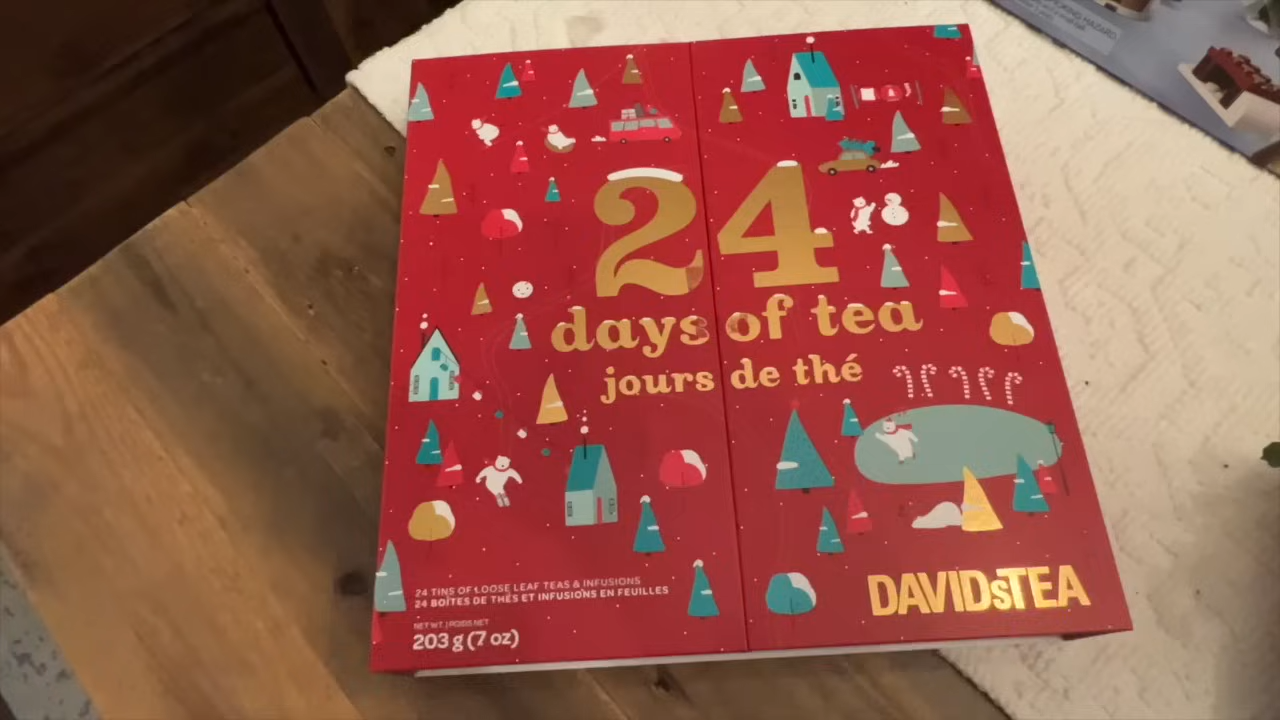 24
days of tea
jours de thé
24 TINS OF LOOSE LEAF TEAS & INFUSIONS
24 BOÎTES DE THÉS ET INFUSIONS EN FEUILLES
NET WT. | POIDS NET
203 g (7 oz)
DAVIDsTEA
HAZARD